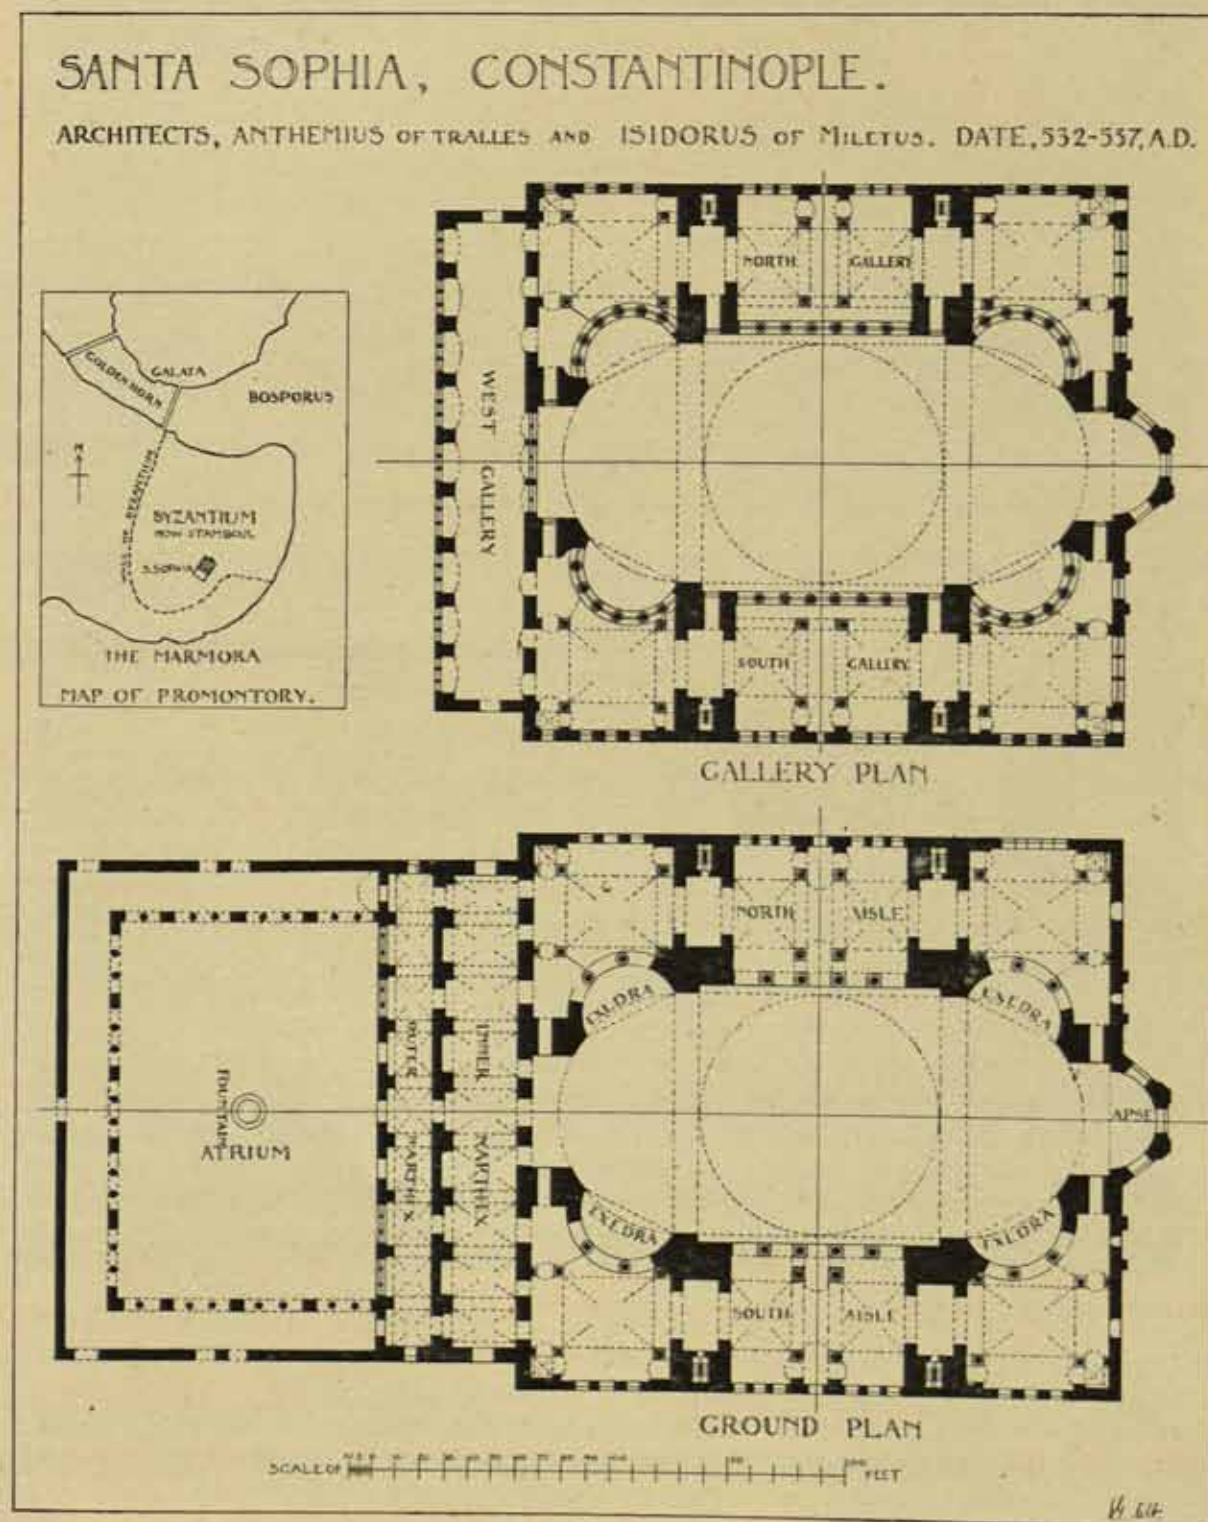 SANTA SOPHIA, CONSTANTINOPLE.
ARCHITECTS, ANTHEMIUS OF TRALLES AND ISIDORUS OF MILETUS. DATE, 532-537, A.D.
NORTH GALLERY
WEST GALLERY
SOUTH GALLERY
GALLERY PLAN
GOLDEN HORN
GALATA
BOSPORUS
N
OF BYZANTIUM
BYZANTIUM
NOW STAMBOUL
S. SOPHIA
THE MARMORA
MAP OF PROMONTORY.
NORTH AISLE
EXEDRA
EXEDRA
OUTER NARTHEX
INNER NARTHEX
FOUNTAIN
ATRIUM
APSE
EXEDRA
EXEDRA
SOUTH AISLE
GROUND PLAN
SCALE OF
FEET